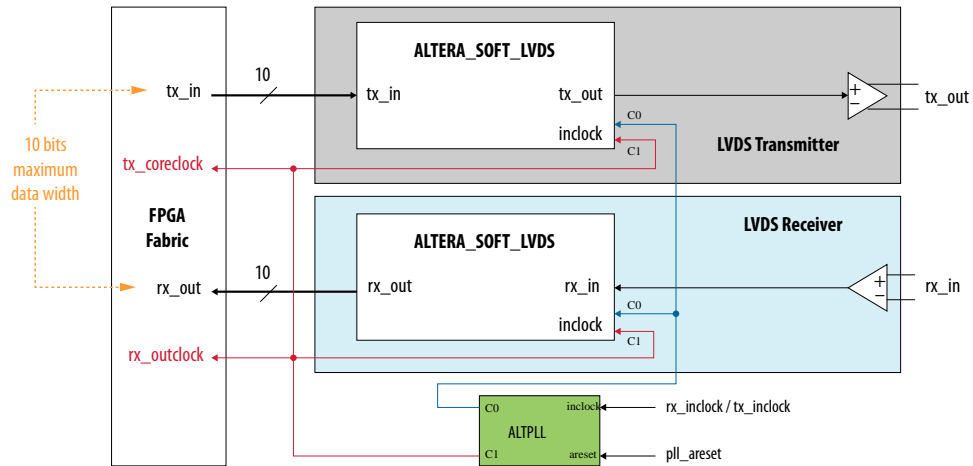 ALTERA_SOFT_LVDS
10
tx_in
tx_in
tx_out
+
−
tx_out
C0
inclock
C1
LVDS Transmitter
10 bits
maximum
data width
tx_coreclock
FPGA
Fabric
LVDS Receiver
ALTERA_SOFT_LVDS
10
rx_out
rx_out
rx_in
+
−
rx_in
C0
inclock
C1
rx_outclock
C0
inclock
rx_inclock / tx_inclock
ALTPLL
C1
areset
pll_areset